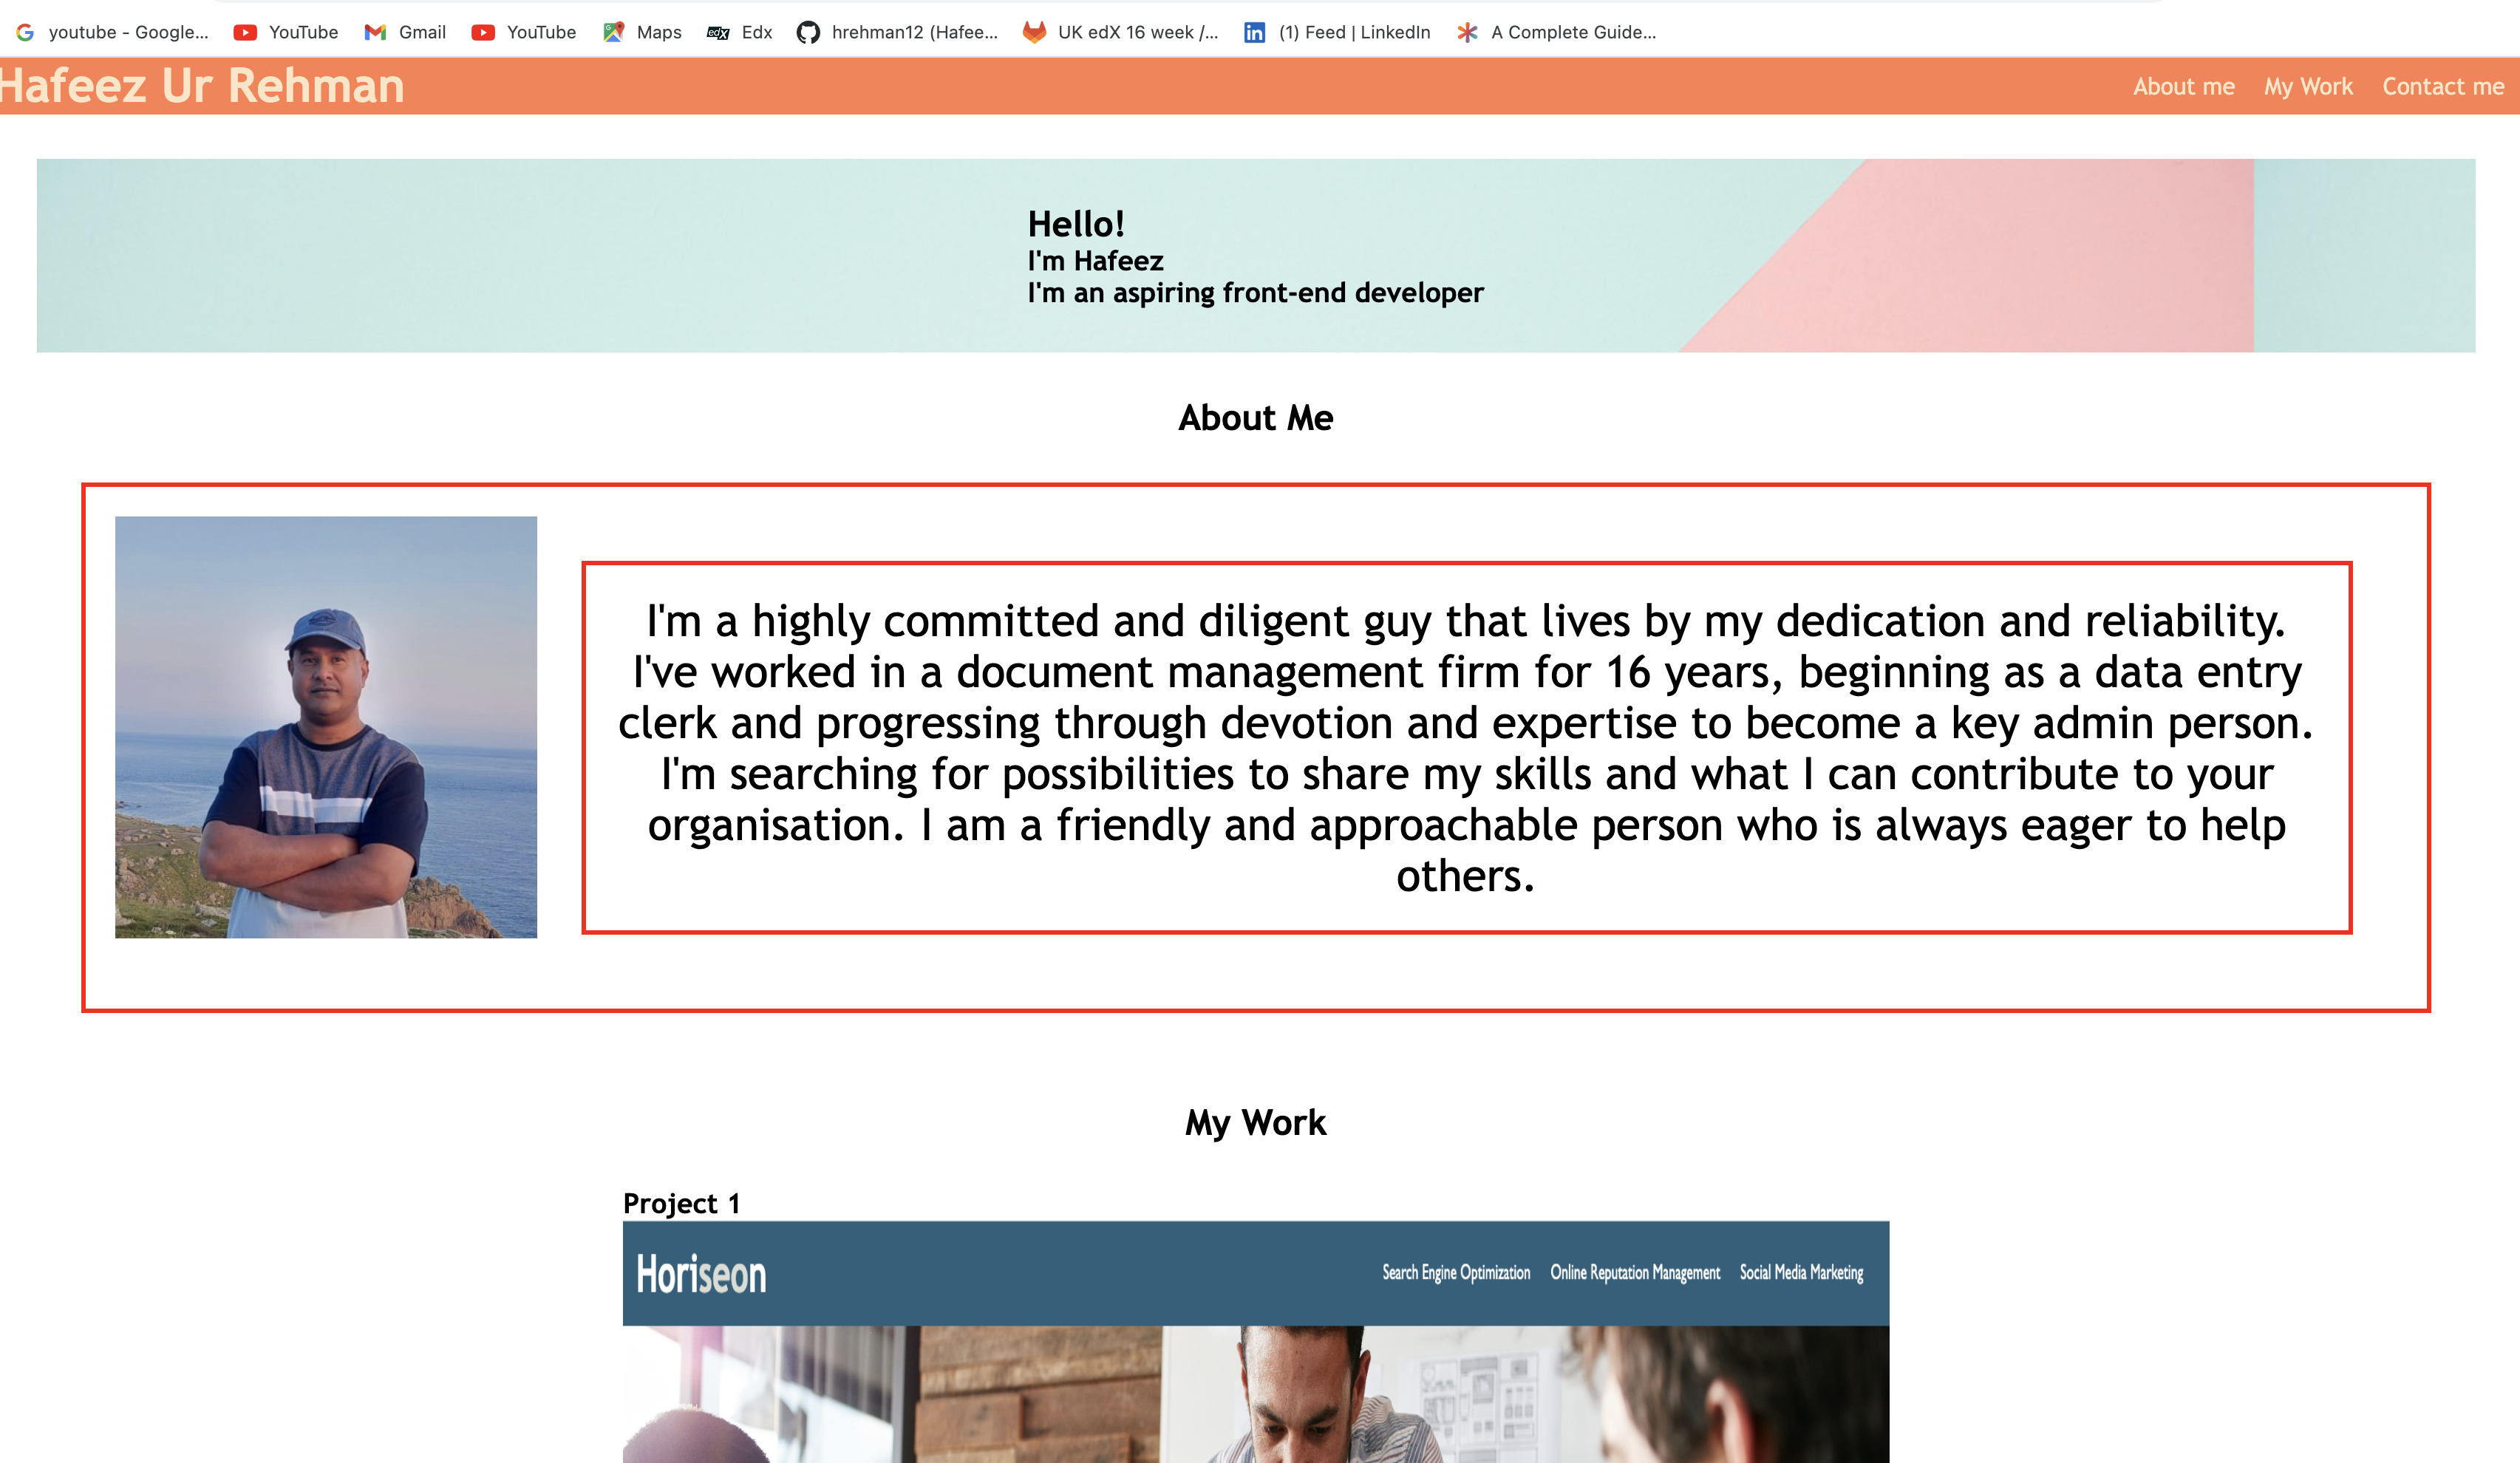 youtube - Google...
YouTube
Gmail
YouTube
Maps
edX
Edx
hrehman12 (Hafee...
UK edX 16 week /...
in
(1) Feed | LinkedIn
A Complete Guide...
Hafeez Ur Rehman
About me
My Work
Contact me
Hello!
I'm Hafeez
I'm an aspiring front-end developer
About Me
I'm a highly committed and diligent guy that lives by my dedication and reliability.
I've worked in a document management firm for 16 years, beginning as a data entry
clerk and progressing through devotion and expertise to become a key admin person.
I'm searching for possibilities to share my skills and what I can contribute to your
organisation. I am a friendly and approachable person who is always eager to help
others.
My Work
Project 1
Horiseon
Search Engine Optimization
Online Reputation Management
Social Media Marketing